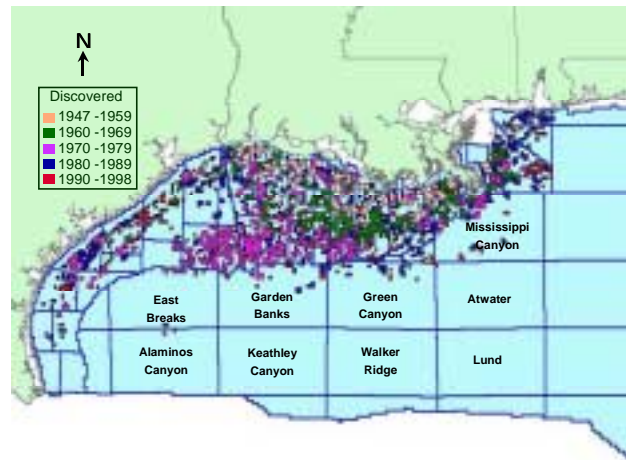 N
Discovered
1947 -1959
1960 -1969
1970 -1979
1980 -1989
1990 -1998
Mississippi
Canyon
East
Breaks
Garden
Banks
Green
Canyon
Atwater
Alaminos
Canyon
Keathley
Canyon
Walker
Ridge
Lund